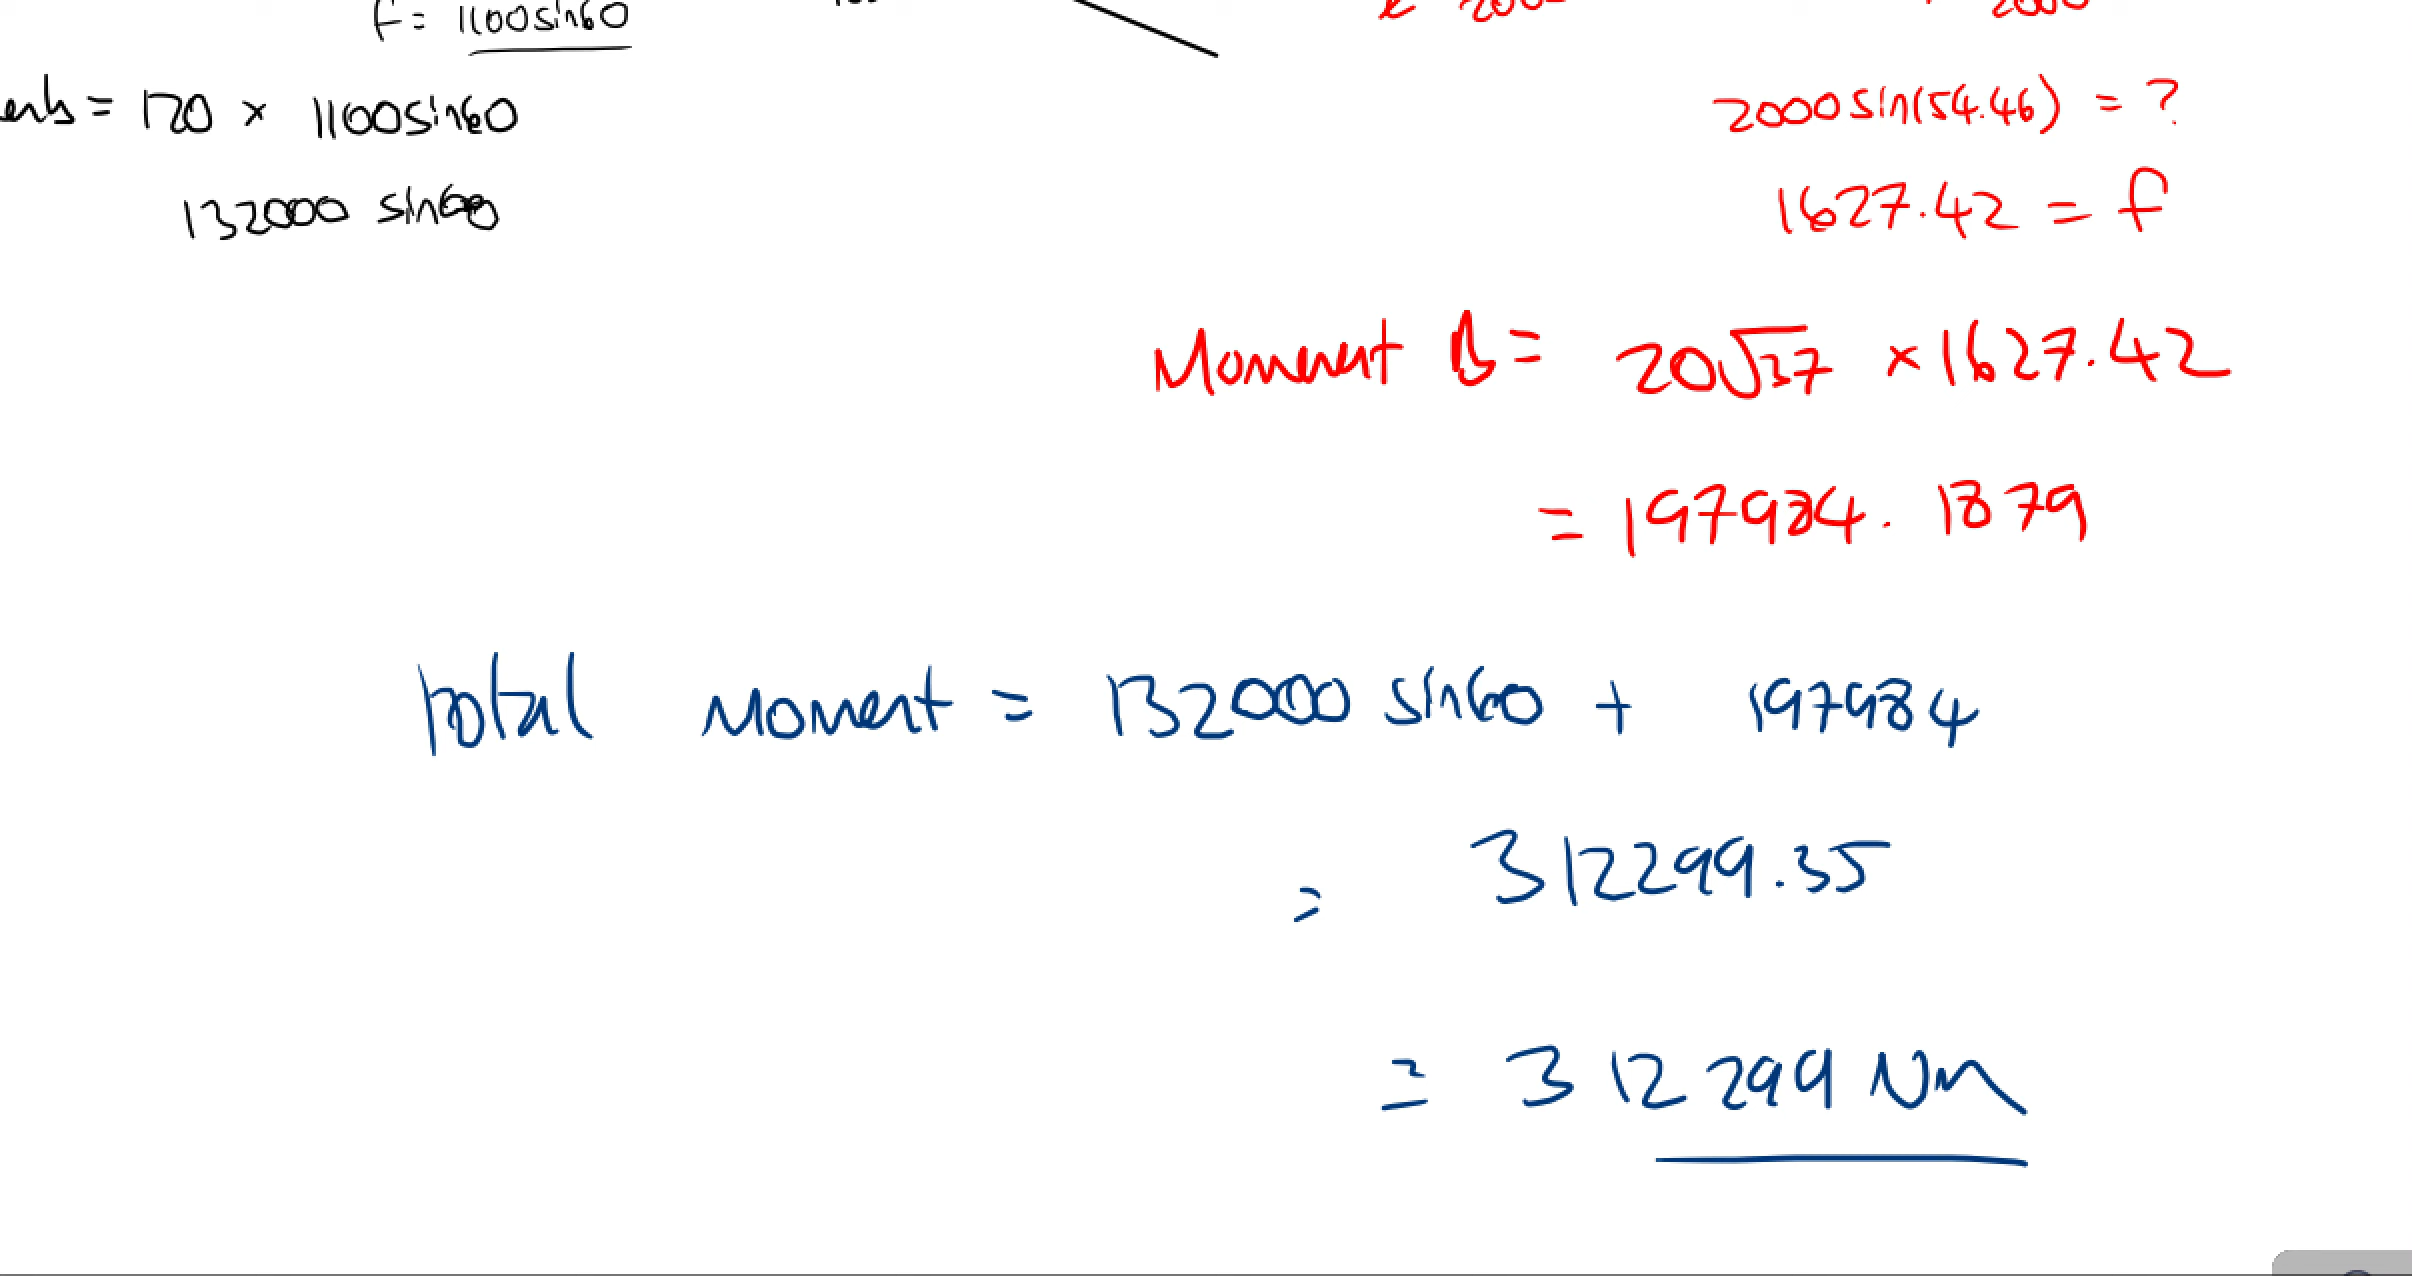 f = 1100sin60
= 120 × 1100sin60
132000 sin60
2000sin(54.46) = ?
1627.42 = f
Moment B = 20√37 × 1627.42
= 197984.1879
total moment = 132000 sin60 + 197984
= 312299.35
= 312299 Nm